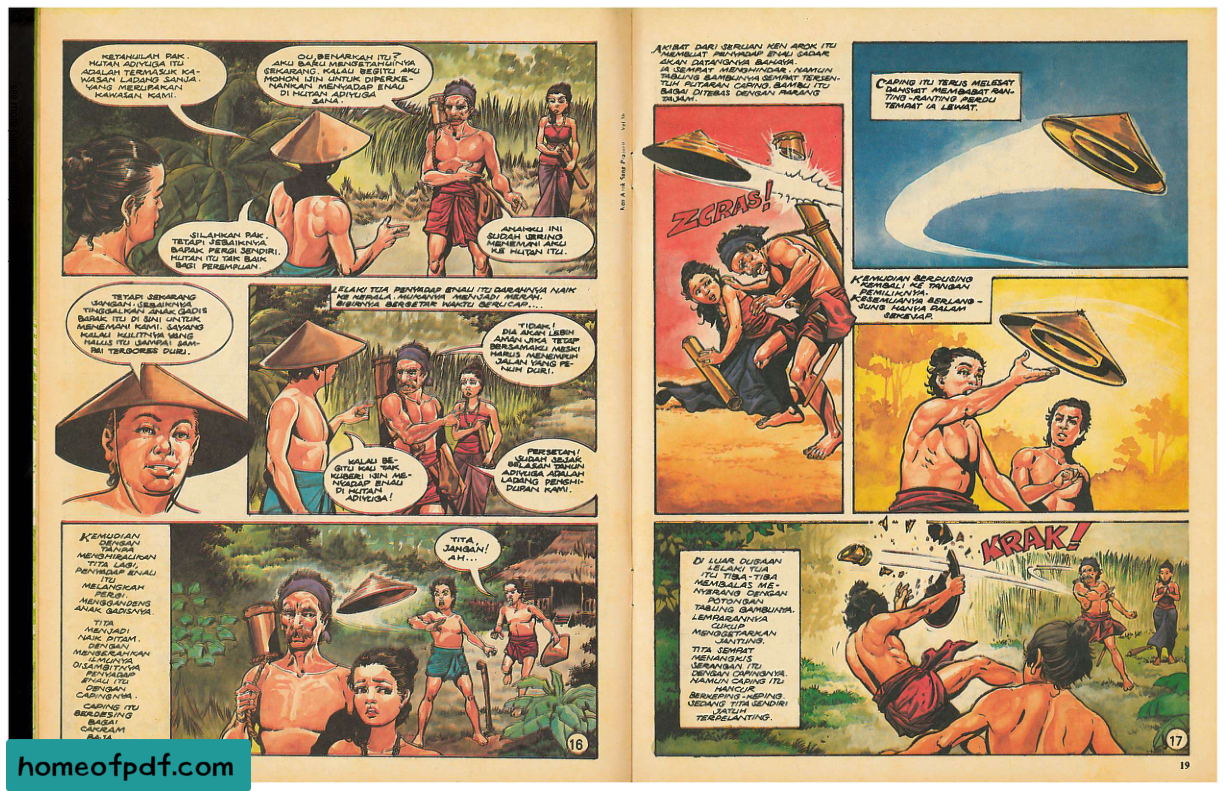 KETAHUILAH PAK.
HUTAN ADIYUGA ITU
ADALAH TERMASUK KA-
WASAN LADANG SANJA.
YANG MERUPAKAN
KAWASAN KAMI.
OU, BENARKAH ITU?
AKU BARU MENGETAHUINYA
SEKARANG. KALAU BEGITU AKU
MOHON IJIN UNTUK DIPERKE-
NANKAN MENYADAP ENAU
DI HUTAN ADIYUGA
SANA.
SILAHKAN PAK.
TETAPI SEBAIKNYA
BAPAK PERGI SENDIRI.
HUTAN ITU TAK BAIK
BAGI PEREMPUAN.
ANAKKU INI
SUDAH SERING
MENEMANI AKU
KE HUTAN ITU.
TETAPI SEKARANG
JANGAN. SEBAIKNYA
TINGGALKAN ANAK GADIS
BAPAK ITU DI SINI UNTUK
MENEMANI KAMI. SAYANG
KALAU KULITNYA YANG
HALUS ITU SAMPAI SAM-
PAI TERGORES DURI.
LELAKI TUA PENYADAP ENAU ITU DARAHNYA NAIK
KE KEPALA. MUKANYA MENJADI MERAH.
BIBIRNYA BERGETAR WAKTU BERUCAP...
TIDAK!
DIA AKAN LEBIH
AMAN JIKA TETAP
BERSAMAKU MESKI
HARUS MENEMPUH
JALAN YANG PE-
NUH DURI.
KALAU BE-
GITU KAU TAK
KUBERI IJIN ME-
NYADAP ENAU
DI HUTAN
ADIYUGA!
PERSETAN!
SUDAH SEJAK
BELASAN TAHUN
ADIYUGA ADALAH
LADANG PENGHI-
DUPAN KAMI.
KEMUDIAN
DENGAN
TANPA
MENGHIRAUKAN
TITA LAGI,
PENYADAP ENAU
ITU
MELANGKAH
PERGI
MENGGANDENG
ANAK GADISNYA.
TITA
MENJADI
NAIK PITAM.
DENGAN
MENGERAHKAN
ILMUNYA
DISAMBITNYA
PENYADAP
ENAU ITU
DENGAN
CAPINGNYA.
CAPING ITU
BERDESING
BAGAI
CAKRAM
BAJA
TITA,
JANGAN!
AH...
16
homeofpdf.com
AKIBAT DARI SERUAN KEN AROK ITU
MEMBUAT PENYADAP ENAU SADAR
AKAN DATANGNYA BAHAYA.
IA SEMPAT MENGHINDAR. NAMUN
TABUNG BAMBUNYA SEMPAT TERSEN-
TUH PUTARAN CAPING. BAMBU ITU
BAGAI DITEBAS DENGAN PARANG
TAJAM.
ZCRAS!
CAPING ITU TERUS MELESAT
DAHSYAT MEMBABAT RAN-
TING-RANTING PERDU
TEMPAT IA LEWAT.
KEMUDIAN BERDUSING
KEMBALI KE TANGAN
PEMILIKNYA.
KESEMUANYA BERLANG-
SUNG HANYA DALAM
SEKEJAP.
DI LUAR DUGAAN
LELAKI TUA
ITU TIBA-TIBA
MEMBALAS ME-
NYERANG DENGAN
POTONGAN
TABUNG BAMBUNYA.
LEMPARANNYA
CUKUP
MENGGETARKAN
JANTUNG.
TITA SEMPAT
MENANGKIS
SERANGAN ITU
DENGAN CAPINGNYA.
NAMUN CAPING ITU
HANCUR
BERKEPING-KEPING.
SEDANG TITA SENDIRI
JATUH
TERPELANTING.
KRAK!
17
19